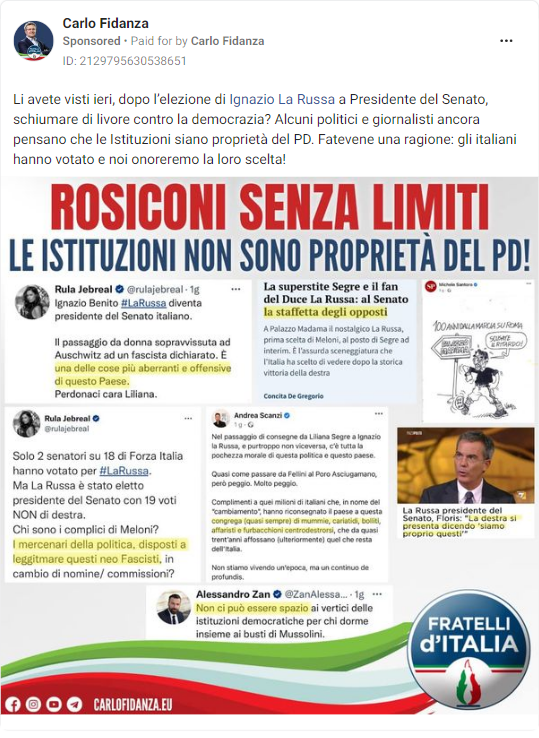 Carlo Fidanza
Sponsored • Paid for by Carlo Fidanza
ID: 2129795630538651
Li avete visti ieri, dopo l'elezione di Ignazio La Russa a Presidente del Senato,
schiumare di livore contro la democrazia? Alcuni politici e giornalisti ancora
pensano che le Istituzioni siano proprietà del PD. Fatevene una ragione: gli italiani
hanno votato e noi onoreremo la loro scelta!
ROSICONI SENZA LIMITI
LE ISTITUZIONI NON SONO PROPRIETÀ DEL PD!
Rula Jebreal @rulajebreal · 1g
Ignazio Benito #LaRussa diventa
presidente del Senato italiano.
Il passaggio da donna sopravvissuta ad
Auschwitz ad un fascista dichiarato. È
una delle cose più aberranti e offensive
di questo Paese.
Perdonaci cara Liliana.
La superstite Segre e il fan
del Duce La Russa: al Senato
la staffetta degli opposti
A Palazzo Madama il nostalgico La Russa,
prima scelta di Meloni, al posto di Segre ad
interim. È l'assurda sceneggiatura che
l'Italia ha scelto di vedere dopo la storica
vittoria della destra
Concita De Gregorio
Michele Santoro
100 ANNI DALLA MARCIA SU ROMA
SCUSATE
IL RITARDO!
Rula Jebreal
@rulajebreal
Solo 2 senatori su 18 di Forza Italia
hanno votato per #LaRussa.
Ma La Russa è stato eletto
presidente del Senato con 19 voti
NON di destra.
Chi sono i complici di Meloni?
I mercenari della politica, disposti a
leggitmare questi neo Fascisti, in
cambio di nomine/ commissioni?
Andrea Scanzi
1 g
Nel passaggio di consegne da Liliana Segre a Ignazio
la Russa, e purtroppo non viceversa, c'è tutta la
pochezza morale di questa politica e questo paese.
Quasi come passare da Fellini al Poro Asciugamano,
però peggio. Molto peggio.
Complimenti a quei milioni di italiani che, in nome del
"cambiamento", hanno riconsegnato il paese a questa
congrega (quasi sempre) di mummie, cariatidi, bolliti,
affaristi e furbacchioni centrodestrorsi, che da quasi
trent'anni affossano (ulteriormente) quel che resta
dell'Italia.
Non stiamo vivendo un'epoca, ma un continuo de
profundis.
La Russa presidente del
Senato, Floris: "La destra si
presenta dicendo 'siamo
proprio questi'"
Alessandro Zan @ZanAlessa... · 1g
Non ci può essere spazio ai vertici delle
istituzioni democratiche per chi dorme
insieme ai busti di Mussolini.
FRATELLI
d'ITALIA
CARLOFIDANZA.EU